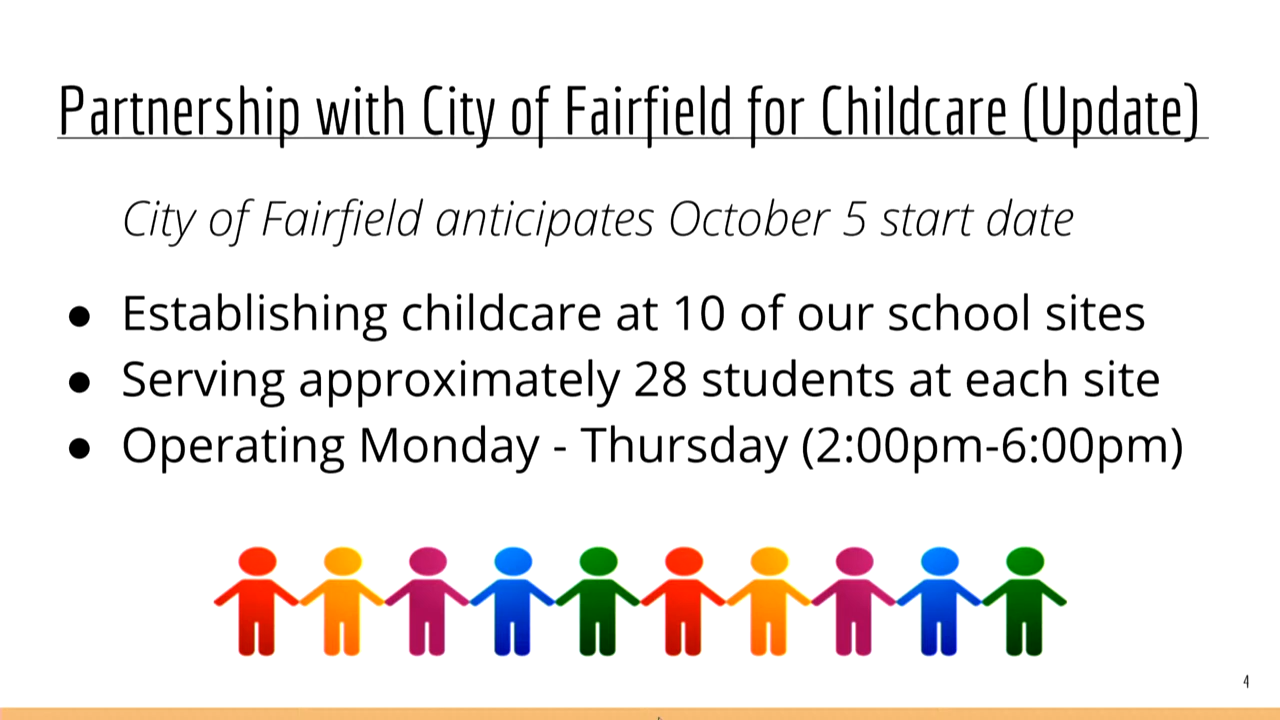 Partnership with City of Fairfield for Childcare (Update)
City of Fairfield anticipates October 5 start date
● Establishing childcare at 10 of our school sites
● Serving approximately 28 students at each site
● Operating Monday - Thursday (2:00pm-6:00pm)
4